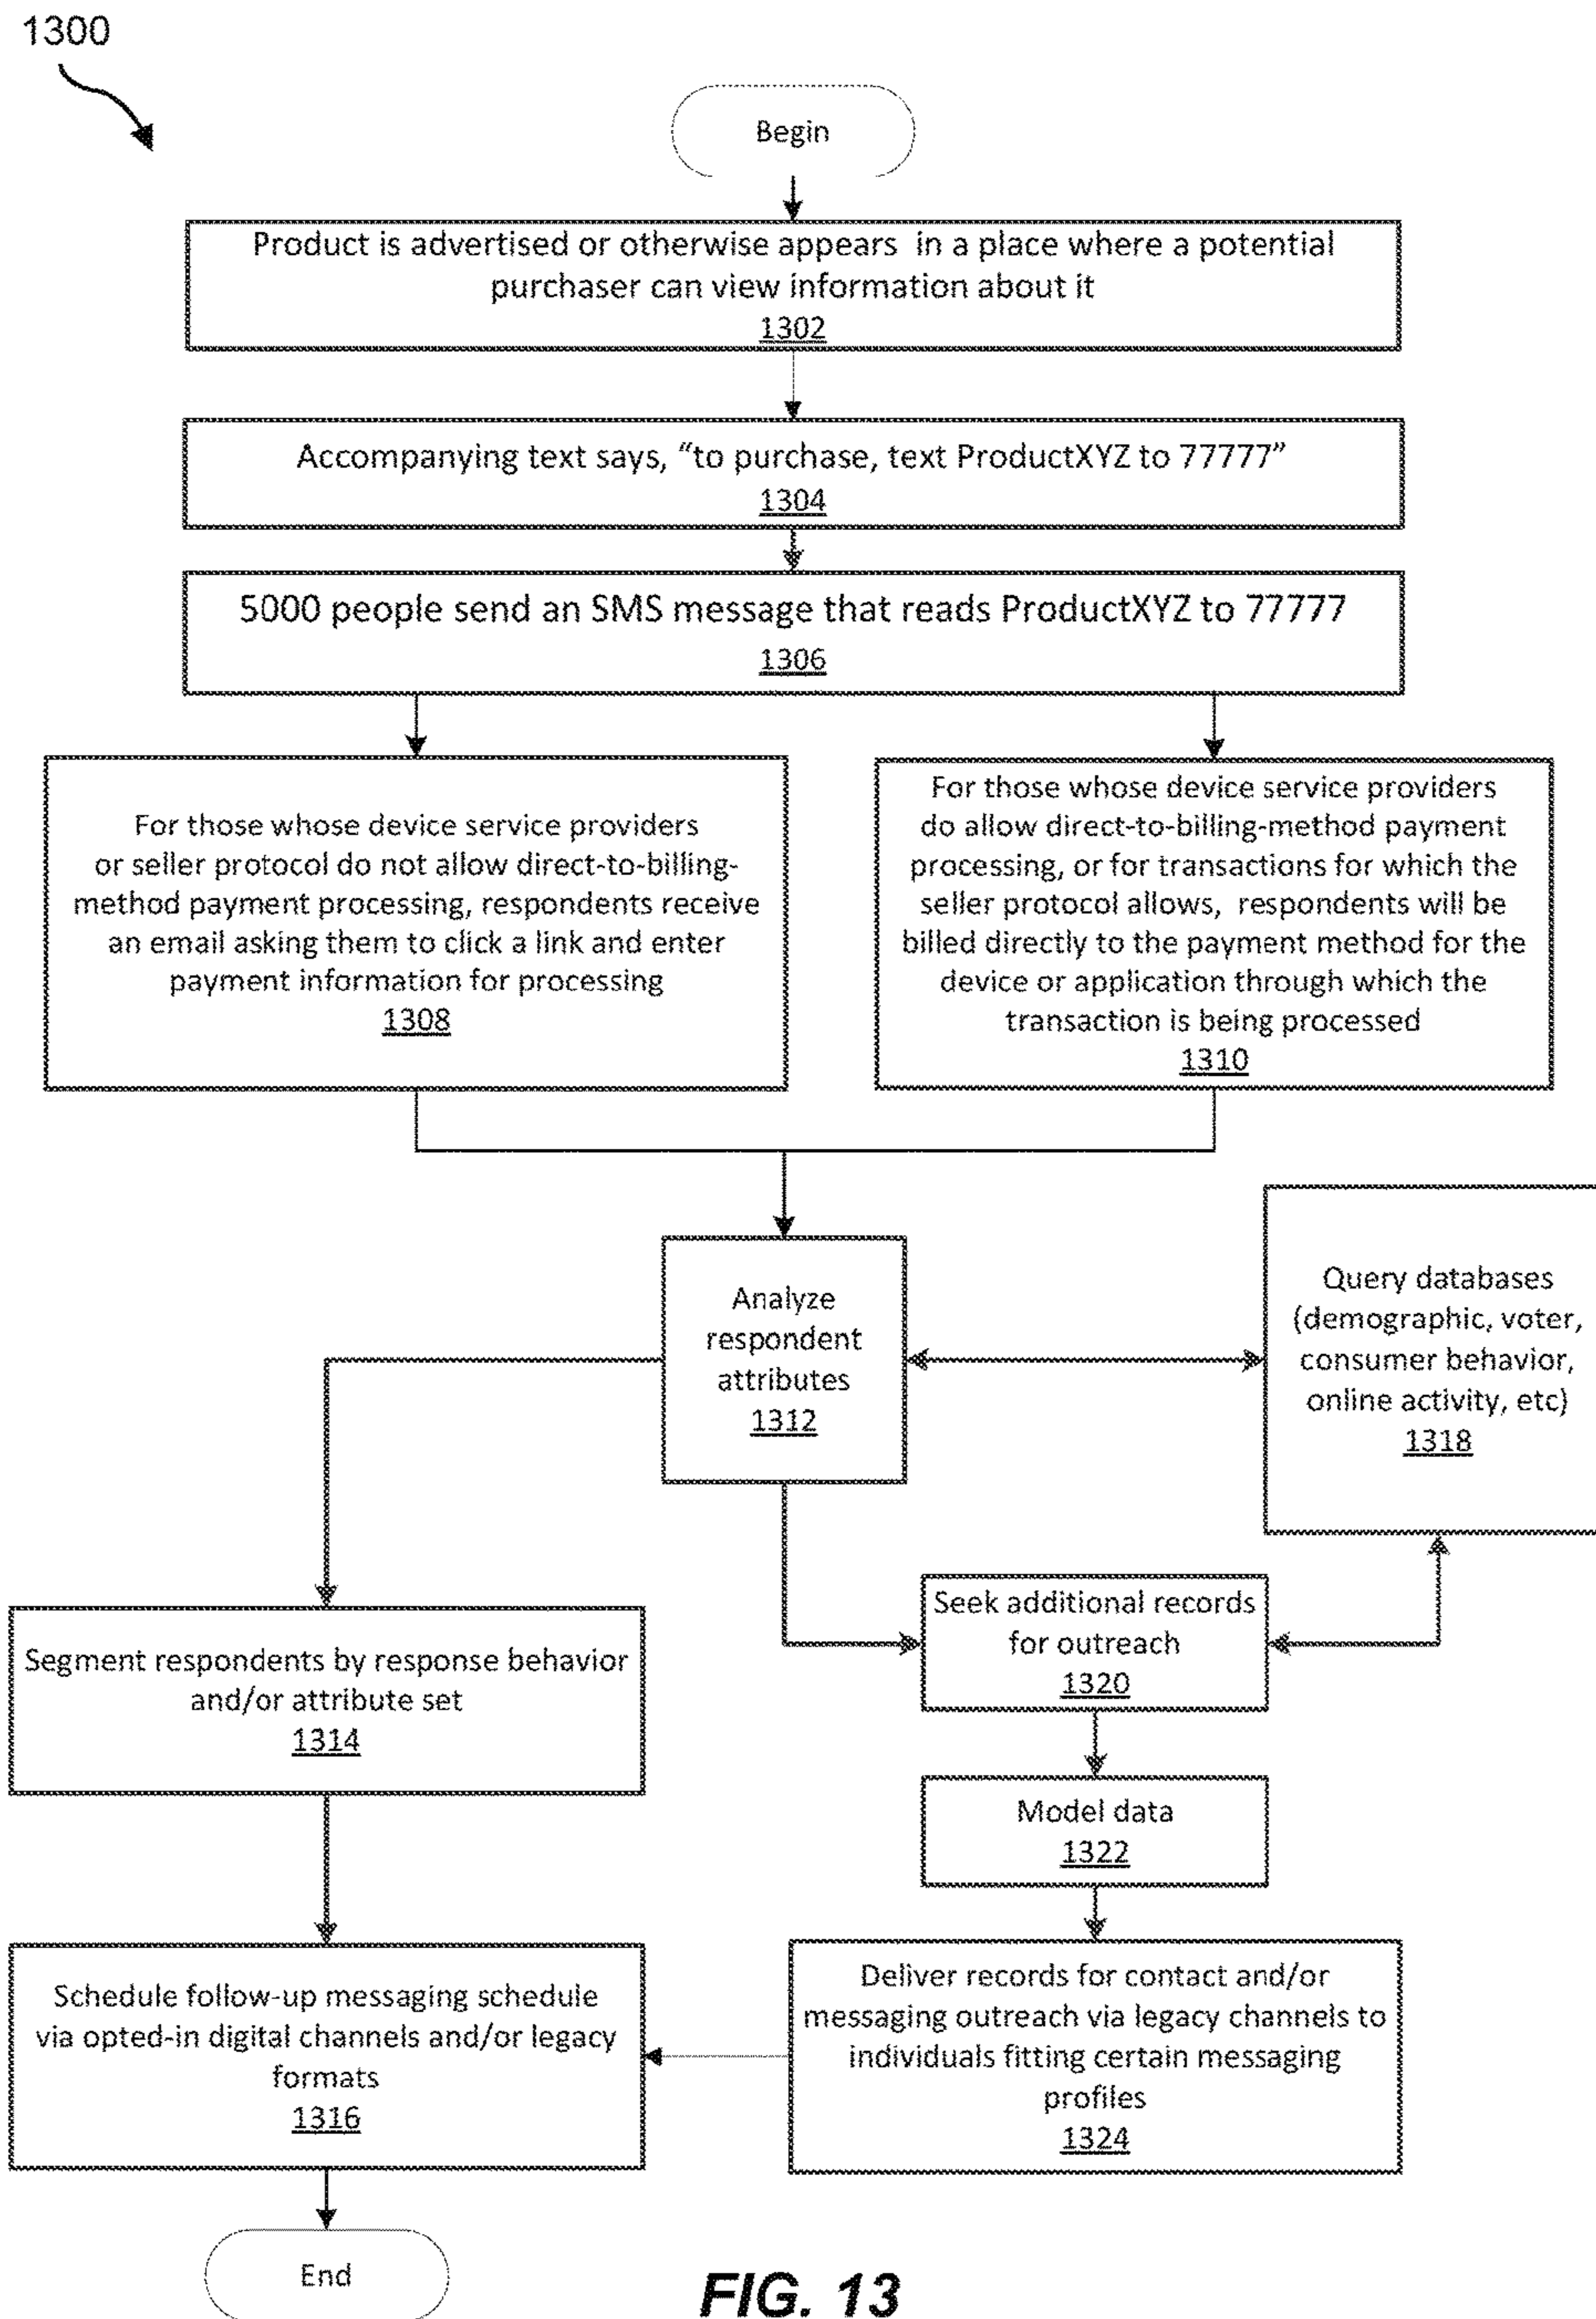 1300
Begin
Product is advertised or otherwise appears in a place where a potential
purchaser can view information about it
1302
Accompanying text says, “to purchase, text ProductXYZ to 77777”
1304
5000 people send an SMS message that reads ProductXYZ to 77777
1306
For those whose device service providers
or seller protocol do not allow direct-to-billing-
method payment processing, respondents receive
an email asking them to click a link and enter
payment information for processing
1308
For those whose device service providers
do allow direct-to-billing-method payment
processing, or for transactions for which the
seller protocol allows, respondents will be
billed directly to the payment method for the
device or application through which the
transaction is being processed
1310
Analyze
respondent
attributes
1312
Query databases
(demographic, voter,
consumer behavior,
online activity, etc)
1318
Seek additional records
for outreach
1320
Segment respondents by response behavior
and/or attribute set
1314
Model data
1322
Schedule follow-up messaging schedule
via opted-in digital channels and/or legacy
formats
1316
Deliver records for contact and/or
messaging outreach via legacy channels to
individuals fitting certain messaging
profiles
1324
End
FIG. 13